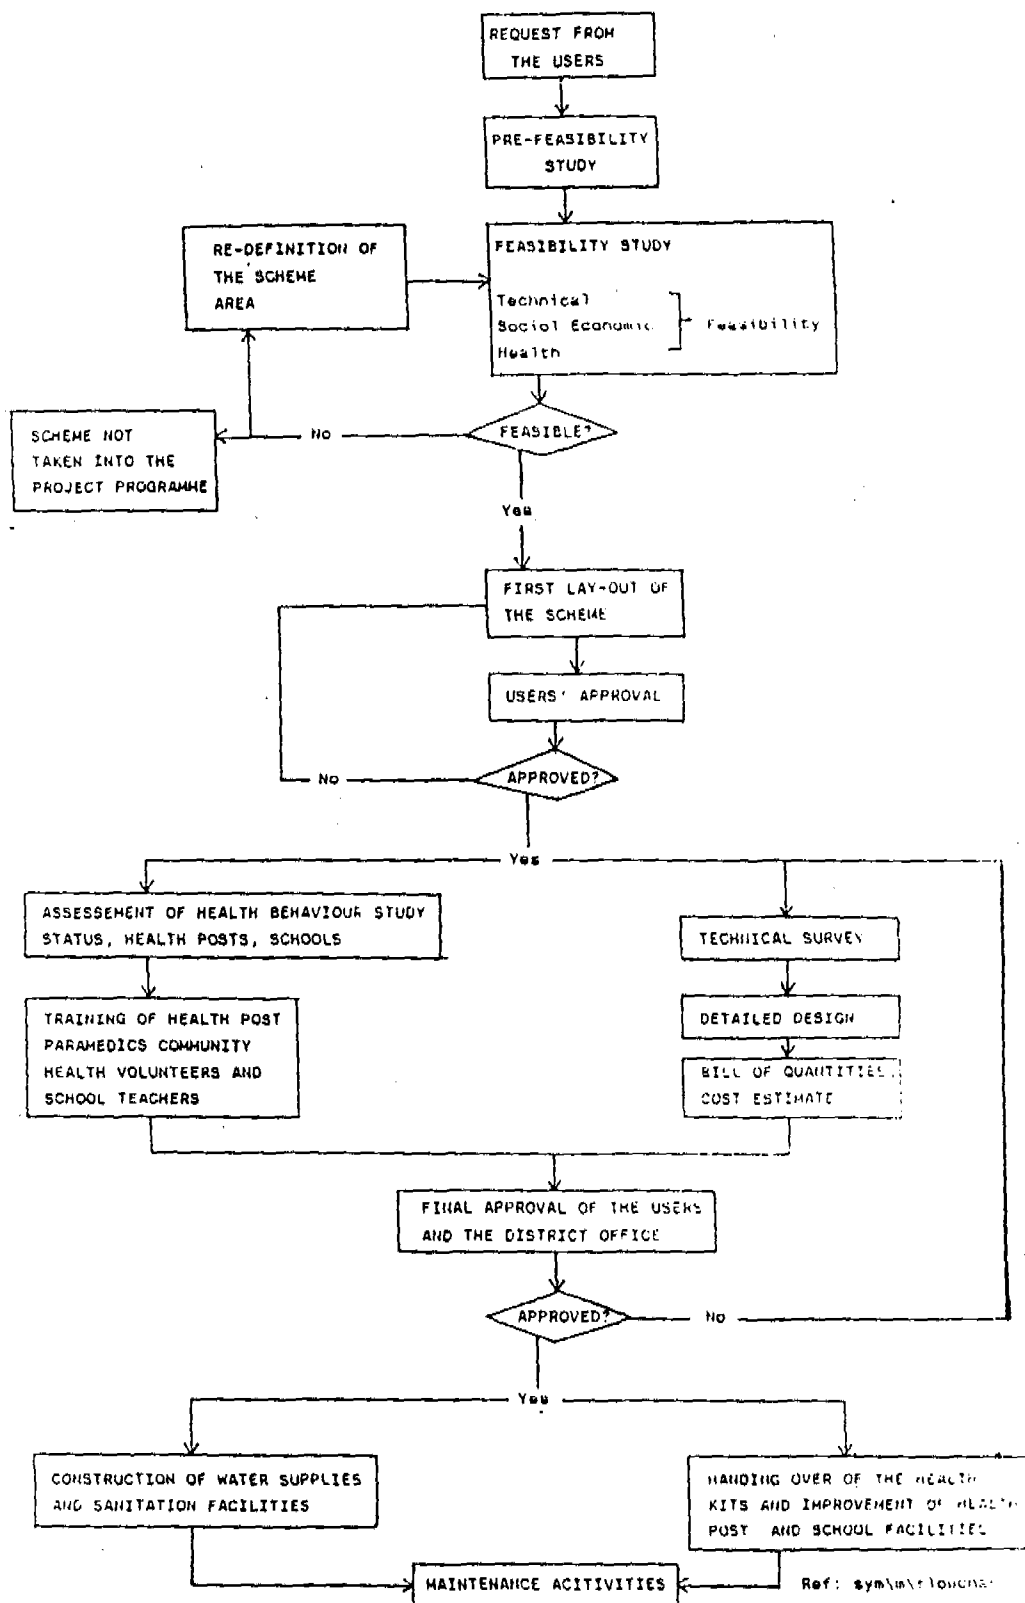 REQUEST FROM
THE USERS
PRE-FEASIBILITY
STUDY
RE-DEFINITION OF
THE SCHEME
AREA
FEASIBILITY STUDY
Technical
Sociol Economic
Health
Feasibility
SCHEME NOT
TAKEN INTO THE
PROJECT PROGRAMME
No
FEASIBLE?
Yes
FIRST LAY-OUT OF
THE SCHEME
USERS' APPROVAL
No
APPROVED?
Yes
ASSESSEMENT OF HEALTH BEHAVIOUR STUDY
STATUS, HEALTH POSTS, SCHOOLS
TECHNICAL SURVEY
TRAINING OF HEALTH POST
PARAMEDICS COMMUNITY
HEALTH VOLUNTEERS AND
SCHOOL TEACHERS
DETAILED DESIGN
BILL OF QUANTITIES,
COST ESTIMATE
FINAL APPROVAL OF THE USERS
AND THE DISTRICT OFFICE
APPROVED?
No
Yes
CONSTRUCTION OF WATER SUPPLIES
AND SANITATION FACILITIES
HANDING OVER OF THE HEALTH
KITS AND IMPROVEMENT OF HEALTH
POST AND SCHOOL FACILITIES
MAINTENANCE ACITIVITIES
Ref: